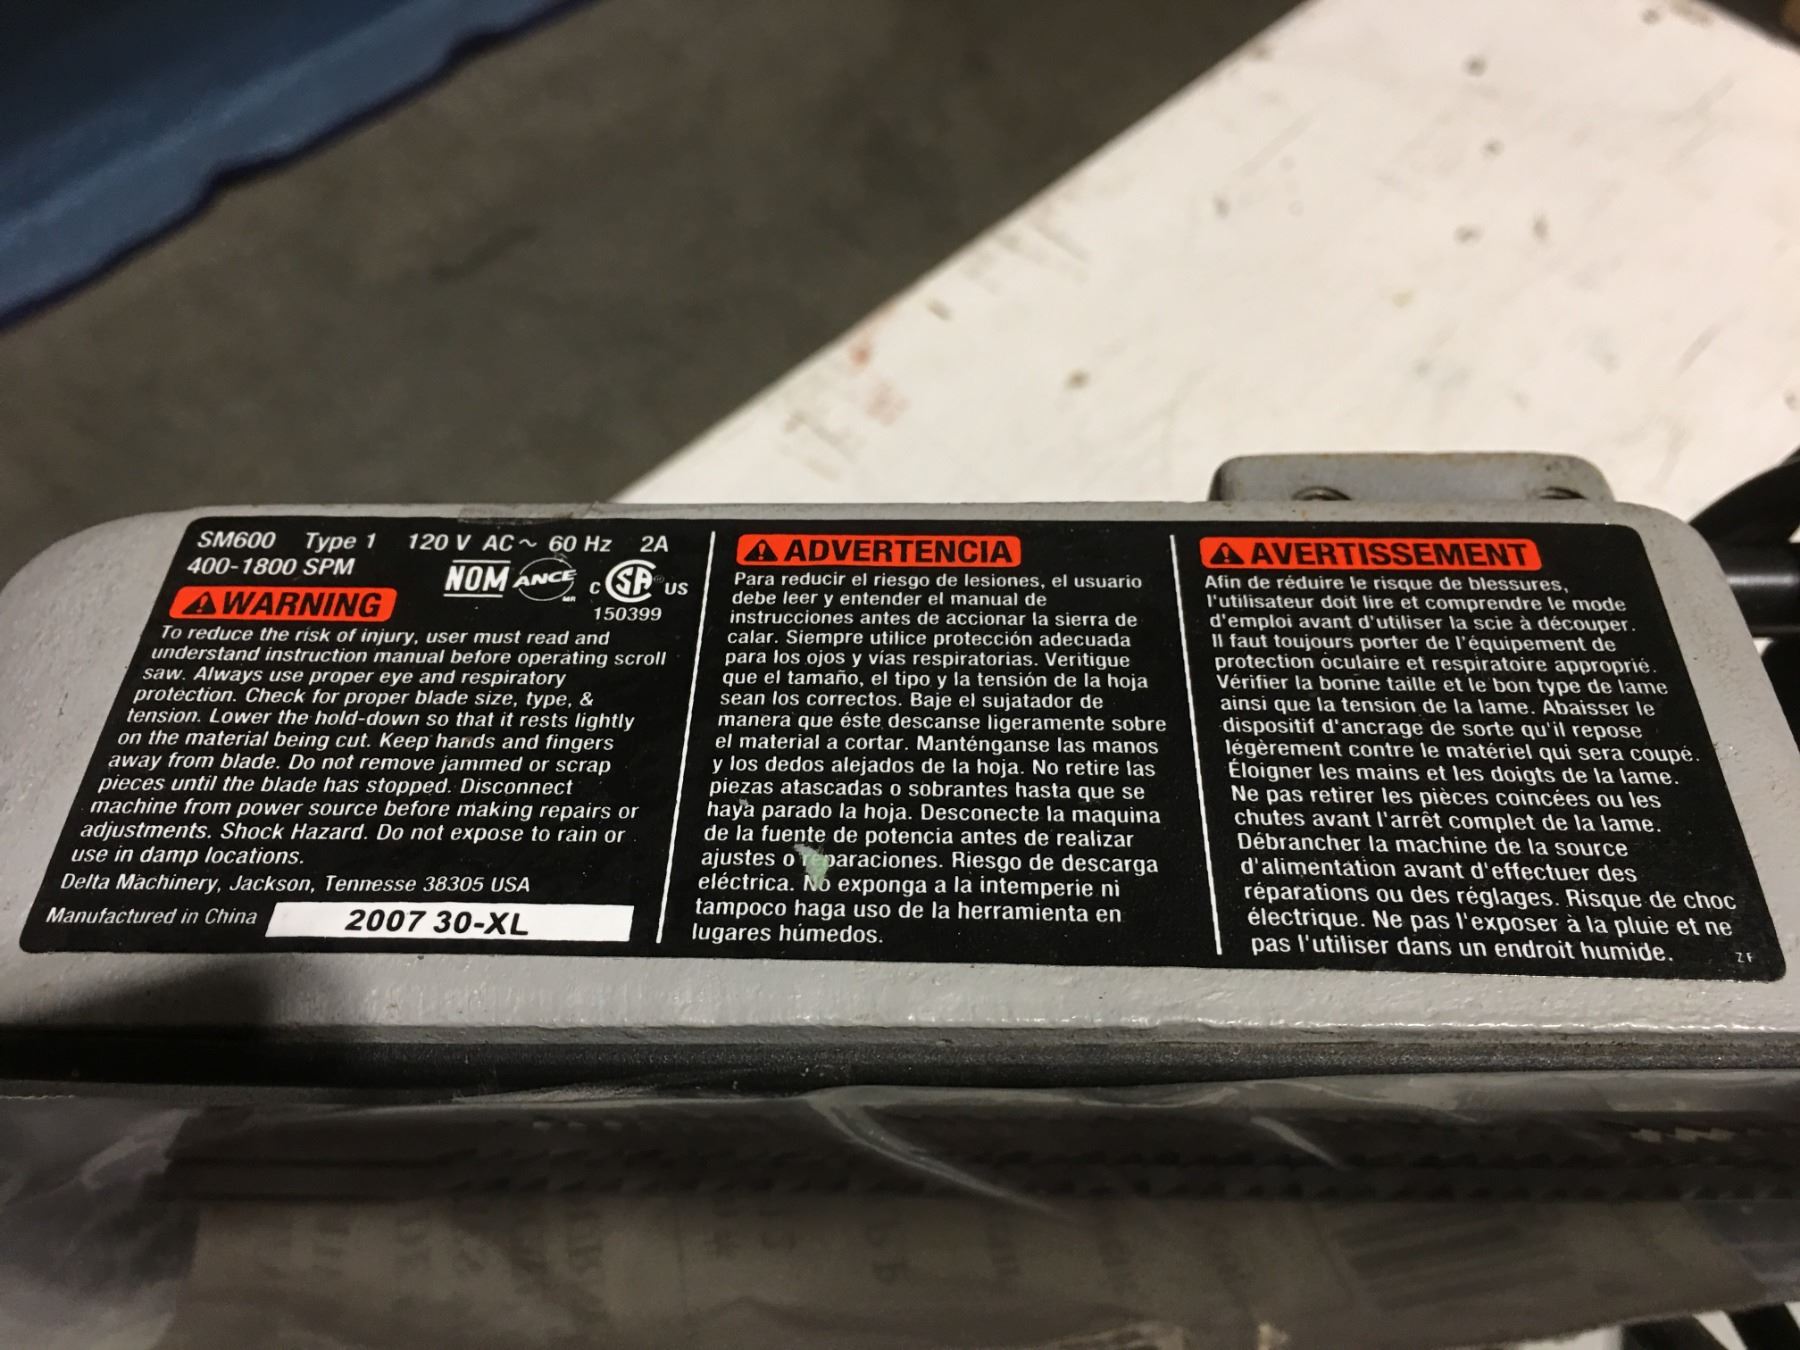 SM600 Type 1 120 V AC ~ 60 Hz 2A
400-1800 SPM
NOM ANCE MR C SA US
150399
WARNING
To reduce the risk of injury, user must read and
understand instruction manual before operating scroll
saw. Always use proper eye and respiratory
protection. Check for proper blade size, type, &
tension. Lower the hold-down so that it rests lightly
on the material being cut. Keep hands and fingers
away from blade. Do not remove jammed or scrap
pieces until the blade has stopped. Disconnect
machine from power source before making repairs or
adjustments. Shock Hazard. Do not expose to rain or
use in damp locations.
Delta Machinery, Jackson, Tennesse 38305 USA
Manufactured in China
2007 30-XL
ADVERTENCIA
Para reducir el riesgo de lesiones, el usuario
debe leer y entender el manual de
instrucciones antes de accionar la sierra de
calar. Siempre utilice protección adecuada
para los ojos y vías respiratorias. Veritigue
que el tamaño, el tipo y la tensión de la hoja
sean los correctos. Baje el sujatador de
manera que éste descanse ligeramente sobre
el material a cortar. Manténganse las manos
y los dedos alejados de la hoja. No retire las
piezas atascadas o sobrantes hasta que se
haya parado la hoja. Desconecte la maquina
de la fuente de potencia antes de realizar
ajustes o reparaciones. Riesgo de descarga
eléctrica. No exponga a la intemperie ni
tampoco haga uso de la herramienta en
lugares húmedos.
AVERTISSEMENT
Afin de réduire le risque de blessures,
l'utilisateur doit lire et comprendre le mode
d'emploi avant d'utiliser la scie à découper.
Il faut toujours porter de l'équipement de
protection oculaire et respiratoire approprié.
Vérifier la bonne taille et le bon type de lame
ainsi que la tension de la lame. Abaisser le
dispositif d'ancrage de sorte qu'il repose
légèrement contre le matériel qui sera coupé.
Éloigner les mains et les doigts de la lame.
Ne pas retirer les pièces coincées ou les
chutes avant l'arrêt complet de la lame.
Débrancher la machine de la source
d'alimentation avant d'effectuer des
réparations ou des réglages. Risque de choc
électrique. Ne pas l'exposer à la pluie et ne
pas l'utiliser dans un endroit humide.
ZF